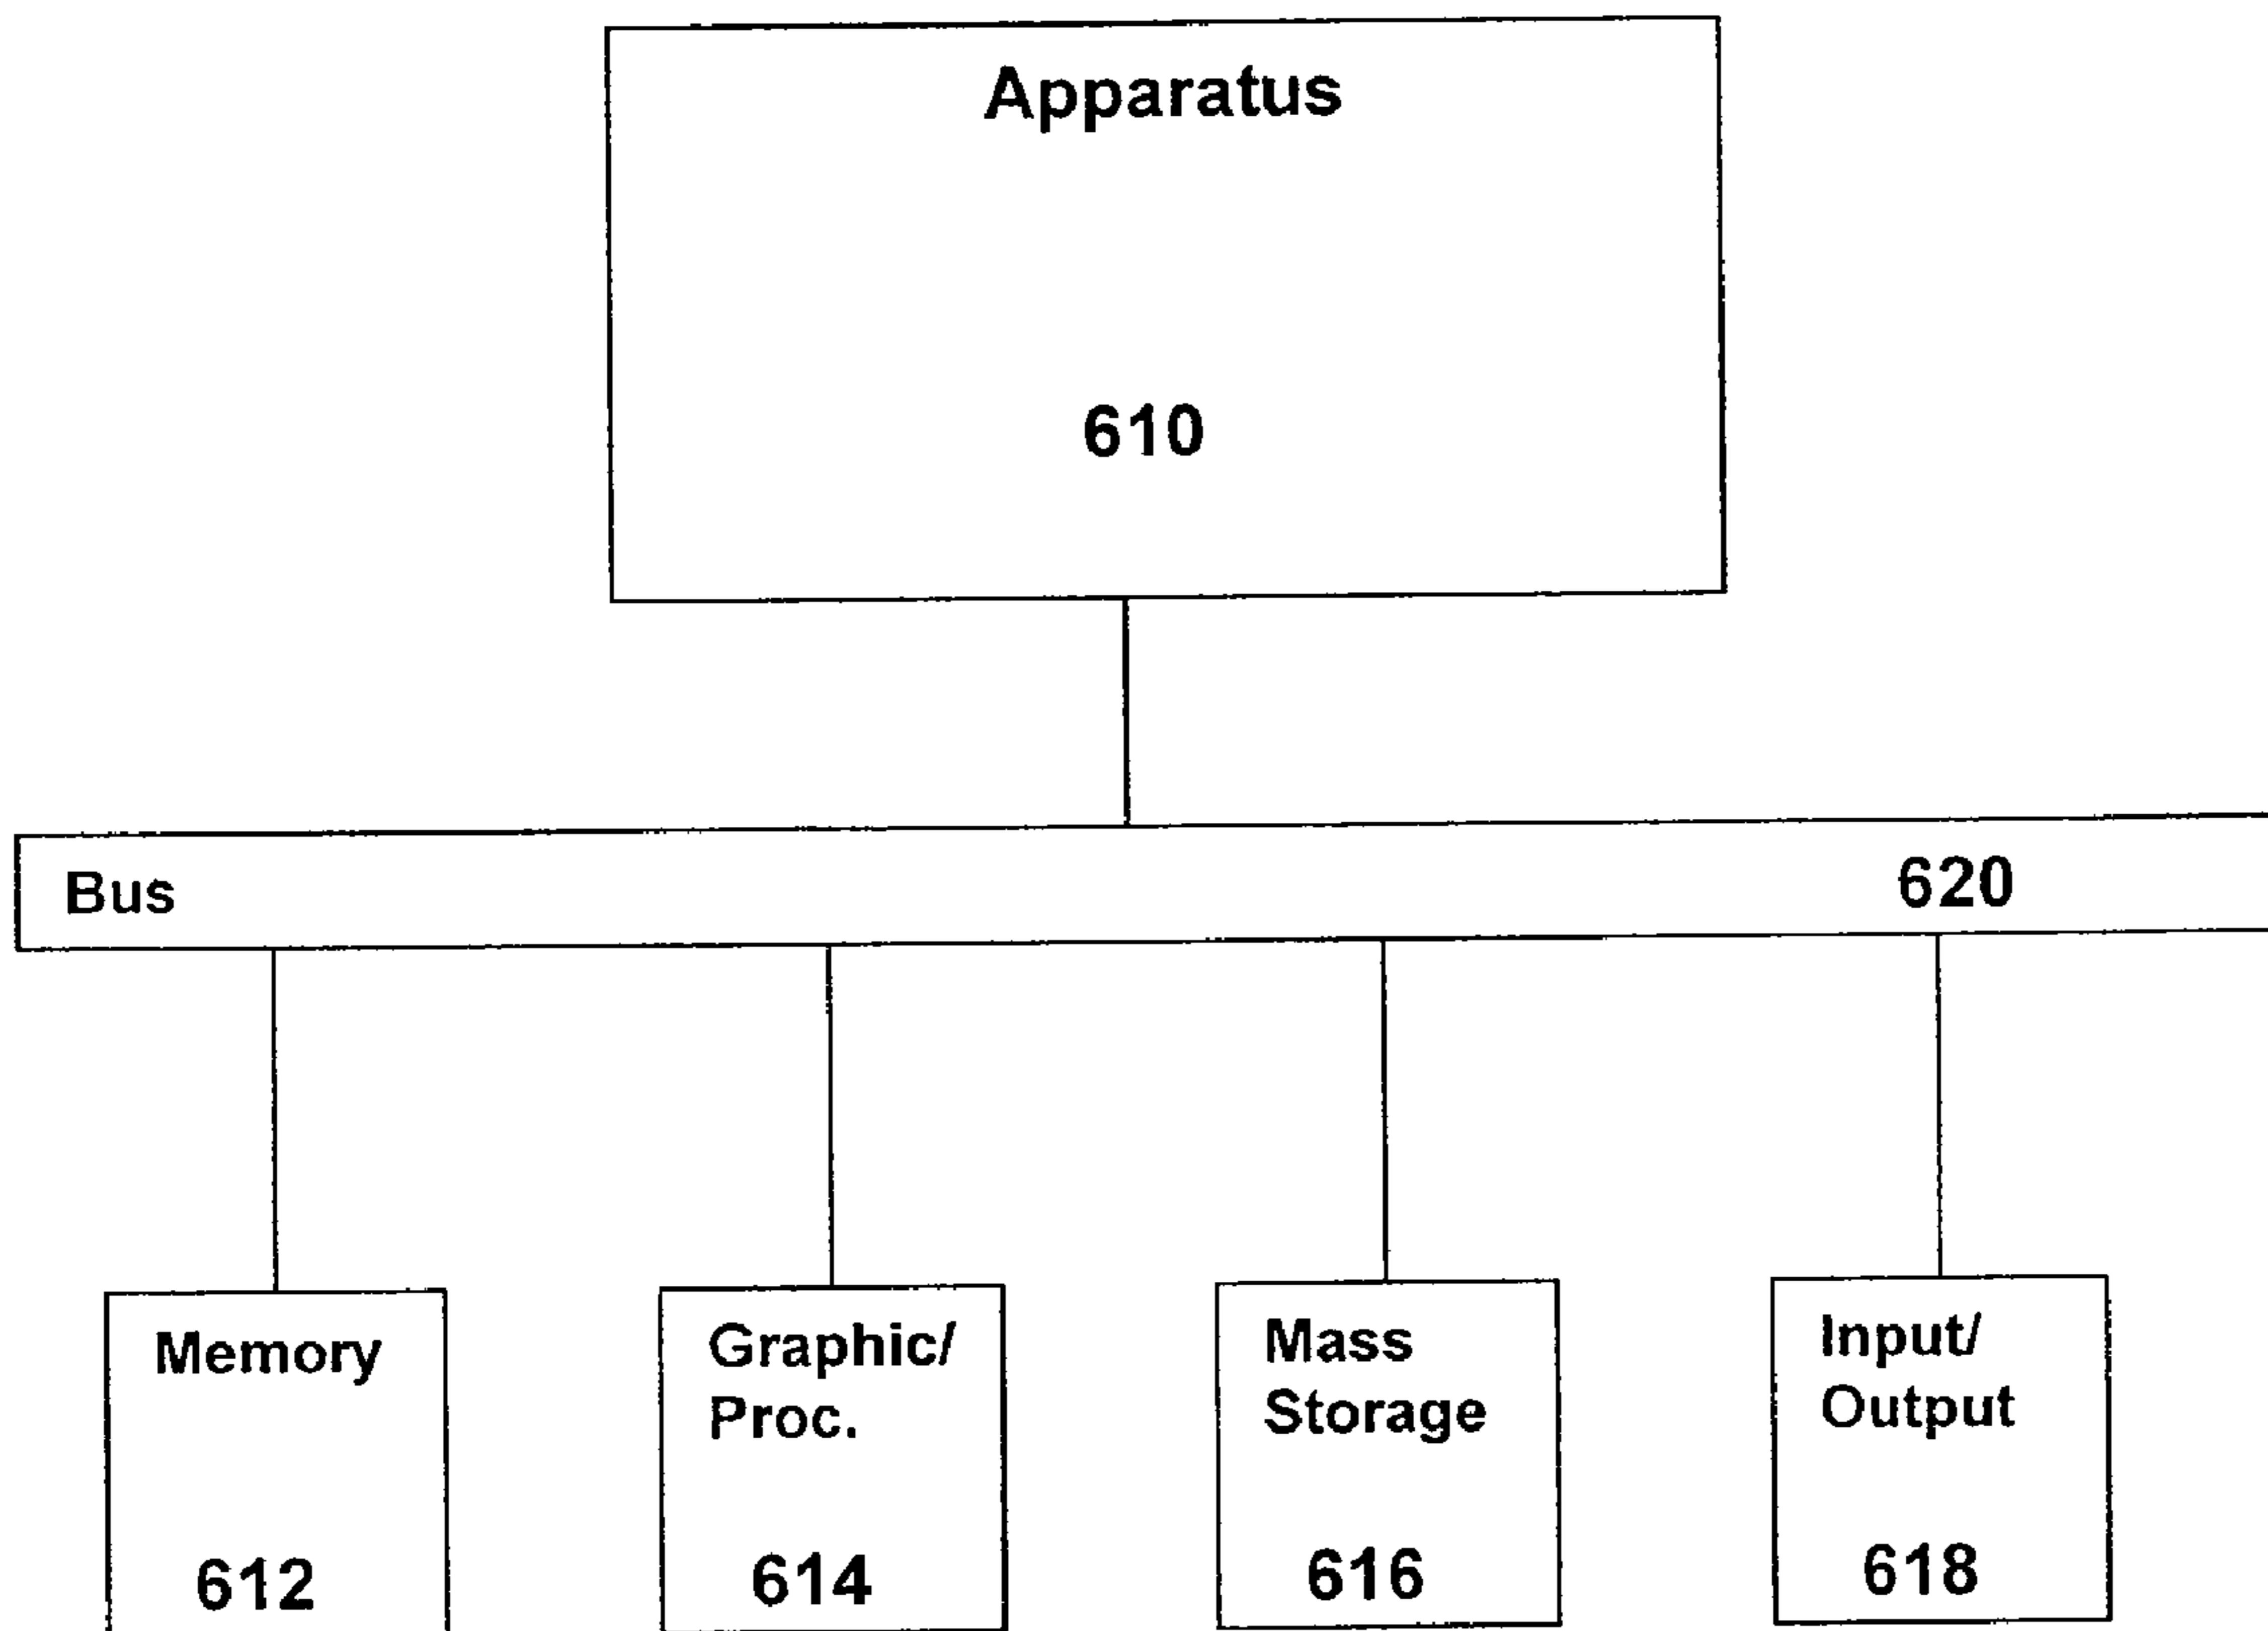 Apparatus
610
Bus
620
Memory
612
Graphic/
Proc.
614
Mass
Storage
616
Input/
Output
618